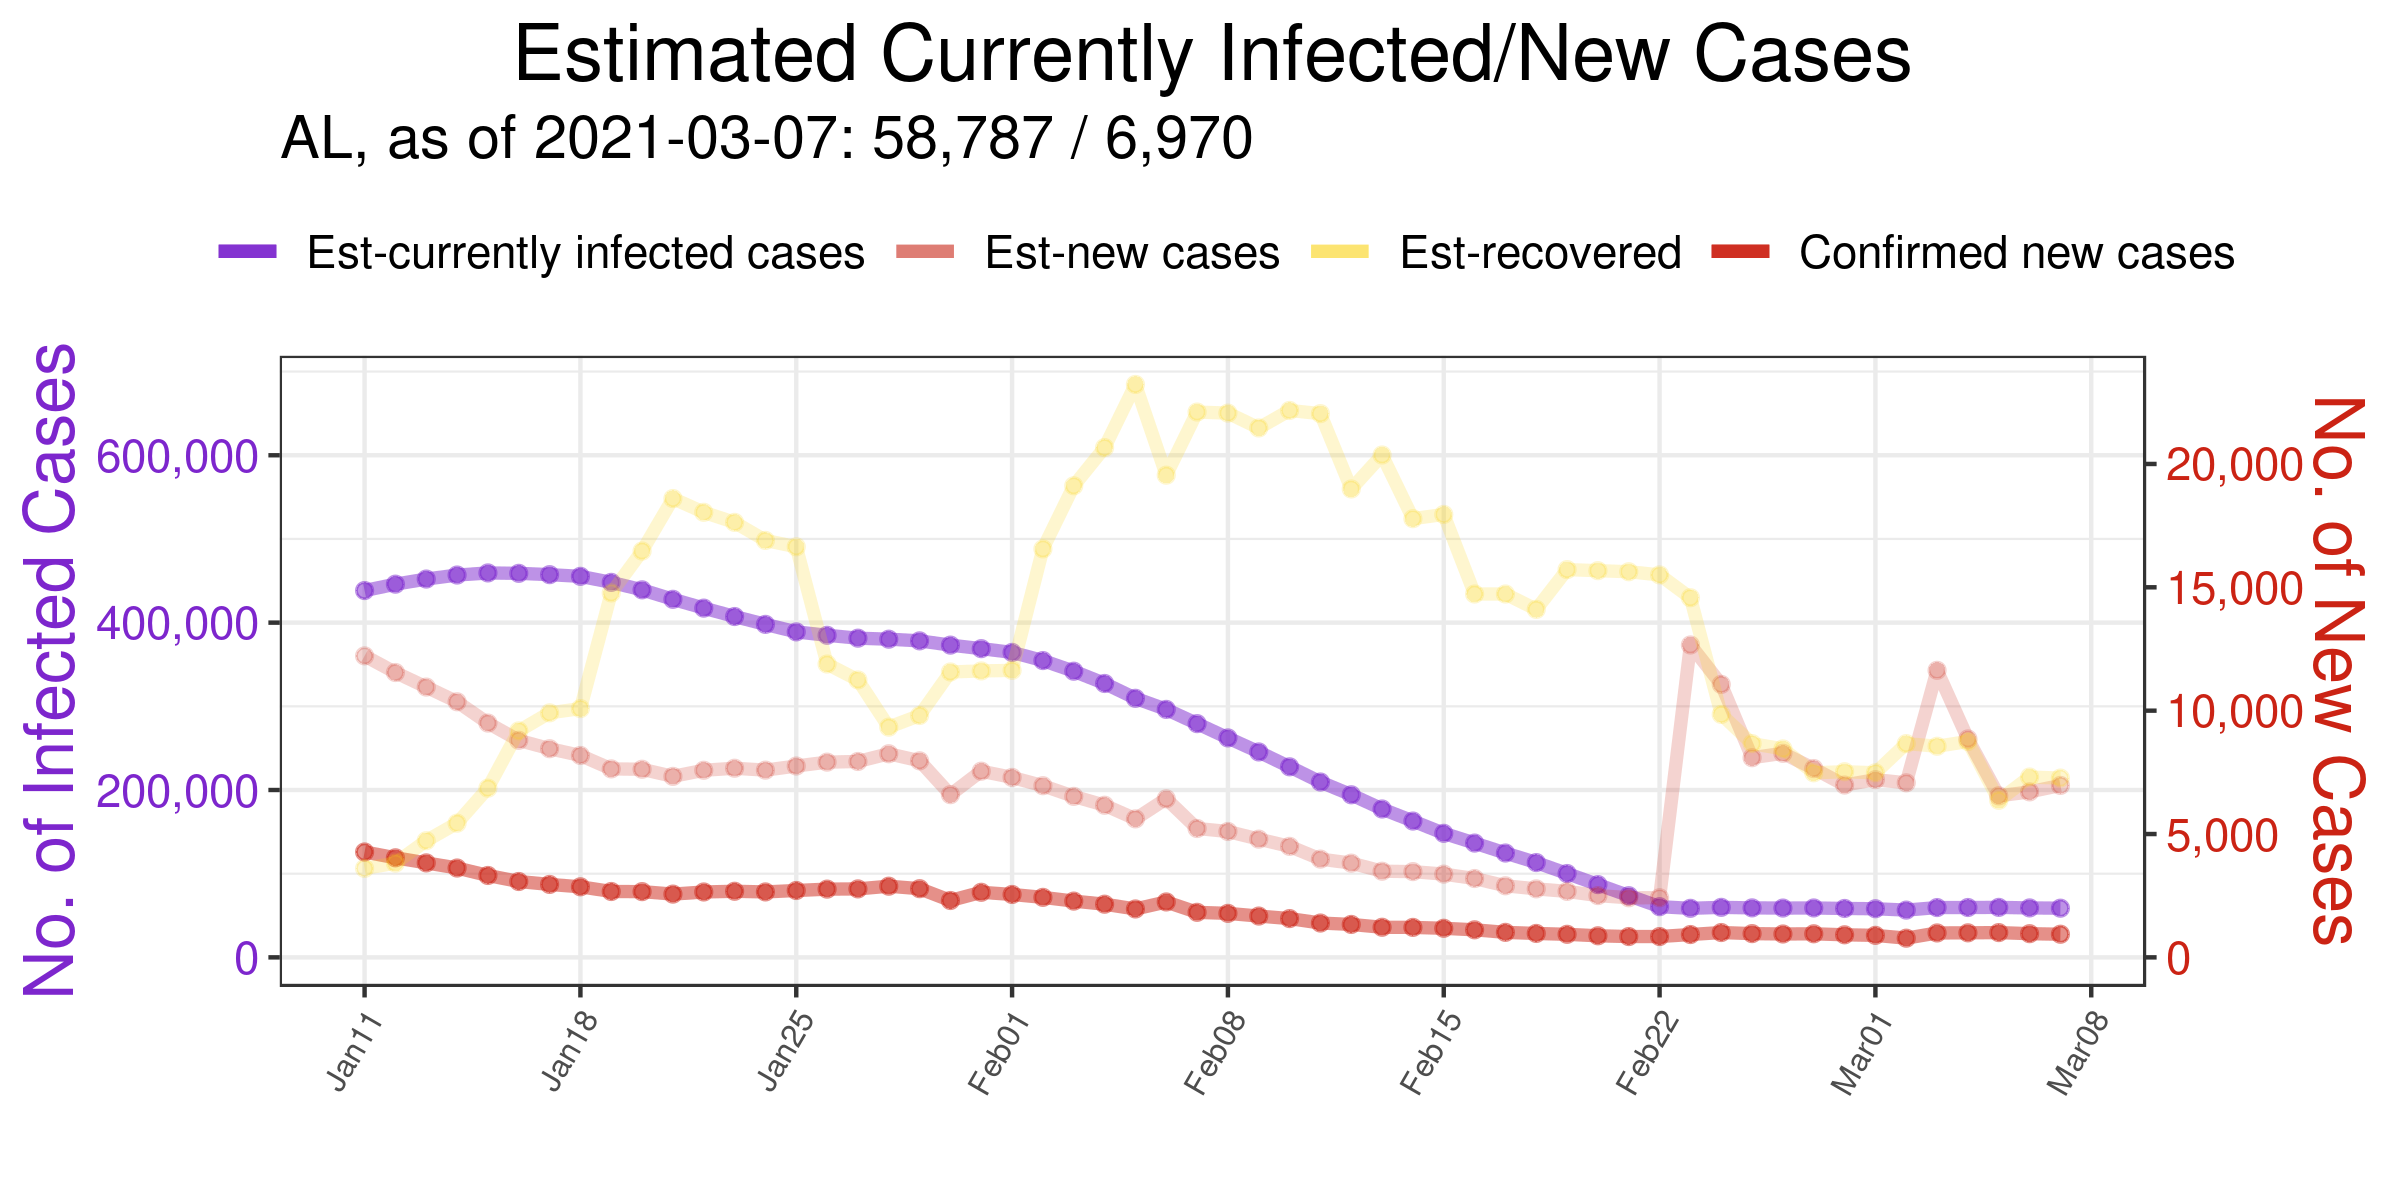 Estimated Currently Infected/New Cases
AL, as of 2021-03-07: 58,787 / 6,970
Est-currently infected cases
Est-new cases
Est-recovered
Confirmed new cases
No. of Infected Cases
600,000
400,000
200,000
0
20,000
15,000
10,000
5,000
0
No. of New Cases
Jan11
Jan18
Jan25
Feb01
Feb08
Feb15
Feb22
Mar01
Mar08